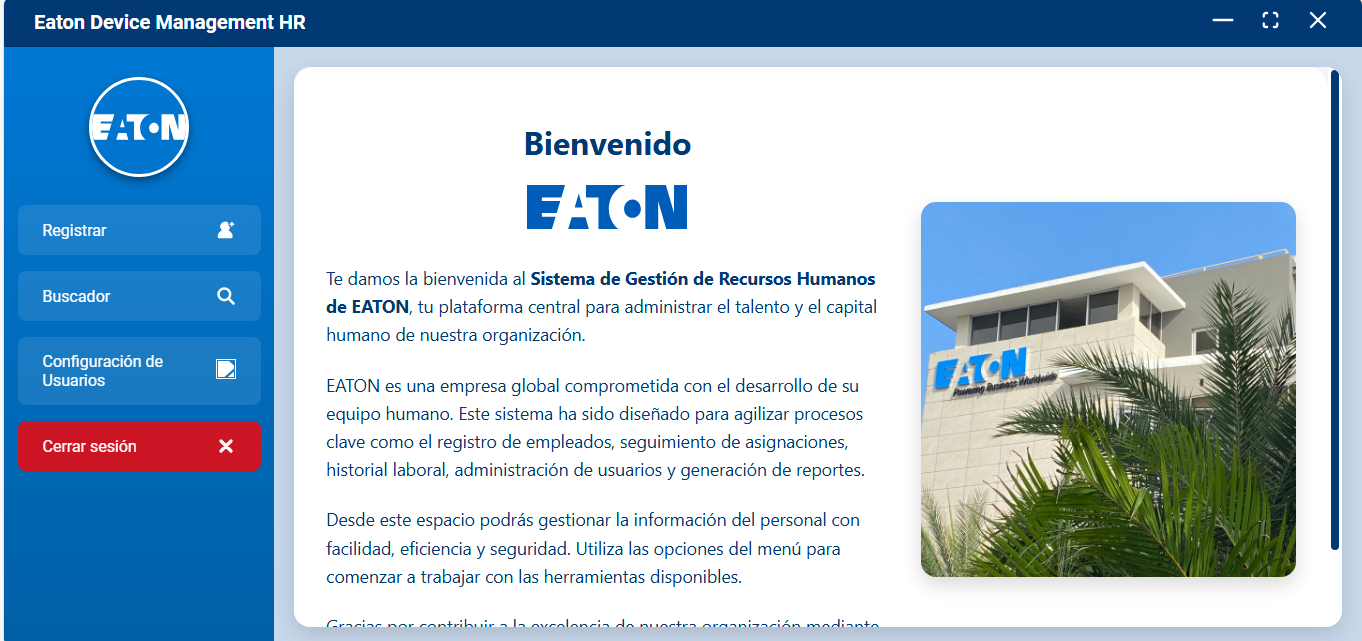 Eaton Device Management HR
EATON
Registrar
Buscador
Configuración de
Usuarios
Cerrar sesión
Bienvenido
EATON
Te damos la bienvenida al Sistema de Gestión de Recursos Humanos
de EATON, tu plataforma central para administrar el talento y el capital
humano de nuestra organización.
EATON es una empresa global comprometida con el desarrollo de su
equipo humano. Este sistema ha sido diseñado para agilizar procesos
clave como el registro de empleados, seguimiento de asignaciones,
historial laboral, administración de usuarios y generación de reportes.
Desde este espacio podrás gestionar la información del personal con
facilidad, eficiencia y seguridad. Utiliza las opciones del menú para
comenzar a trabajar con las herramientas disponibles.
Gracias por contribuir a la excelencia de nuestra organización mediante
EATON
Powering Business Worldwide